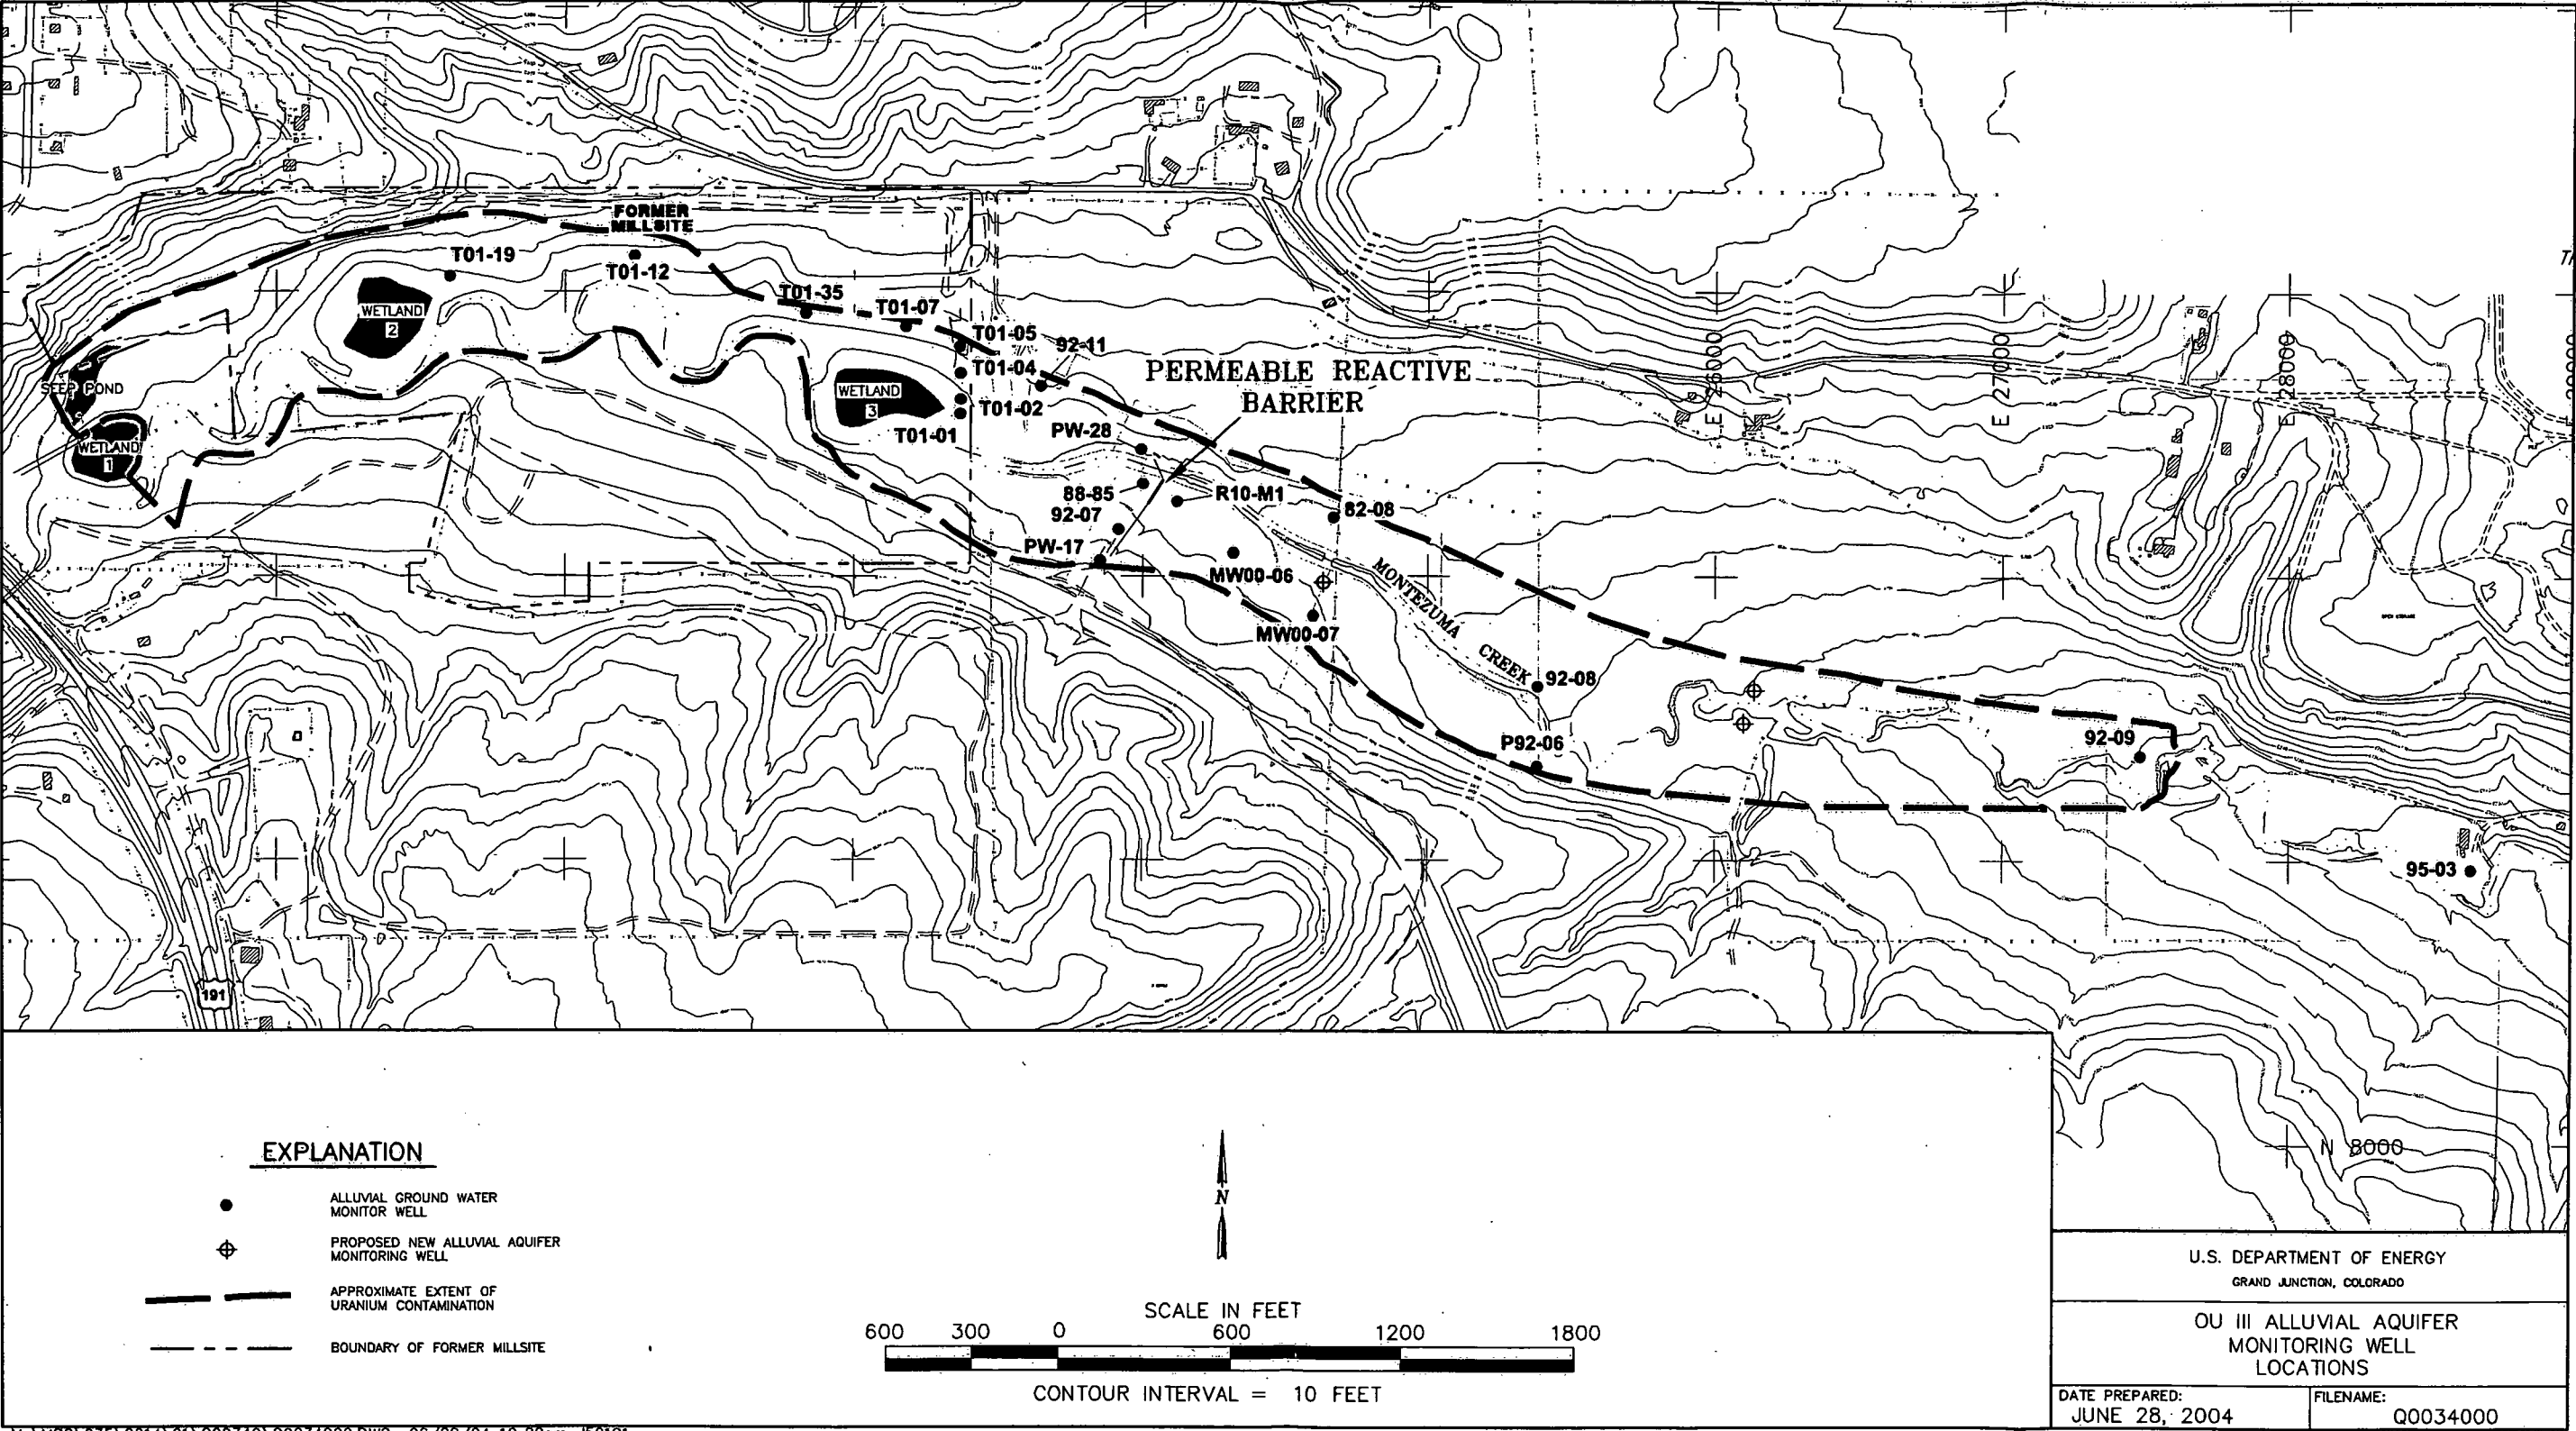 FORMER
MILLSITE
T01-19
T01-12
WETLAND
2
T01-35
T01-07
T01-05
92-11
T01-04
PERMEABLE REACTIVE
BARRIER
SEEP POND
WETLAND
3
T01-02
T01-01
WETLAND
1
PW-28
88-85
R10-M1
92-07
82-08
PW-17
MW00-06
MONTEZUMA
CREEK
MW00-07
92-08
P92-06
92-09
95-03
E 26000
E 27000
E 28000
N 8000
191
EXPLANATION
ALLUVIAL GROUND WATER
MONITOR WELL
PROPOSED NEW ALLUVIAL AQUIFER
MONITORING WELL
APPROXIMATE EXTENT OF
URANIUM CONTAMINATION
BOUNDARY OF FORMER MILLSITE
N
SCALE IN FEET
600 300 0 600 1200 1800
CONTOUR INTERVAL = 10 FEET
U.S. DEPARTMENT OF ENERGY
GRAND JUNCTION, COLORADO
OU III ALLUVIAL AQUIFER
MONITORING WELL
LOCATIONS
DATE PREPARED:
JUNE 28, 2004
FILENAME:
Q0034000